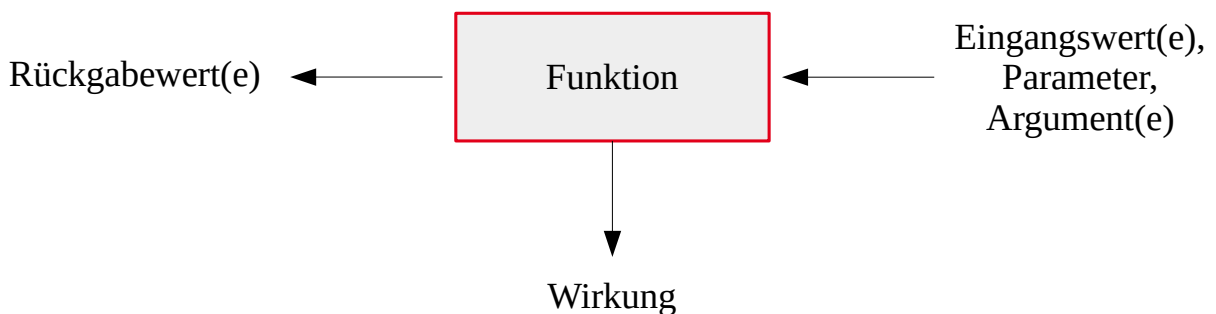 Rückgabewert(e)
Funktion
Eingangswert(e),
Parameter,
Argument(e)
Wirkung